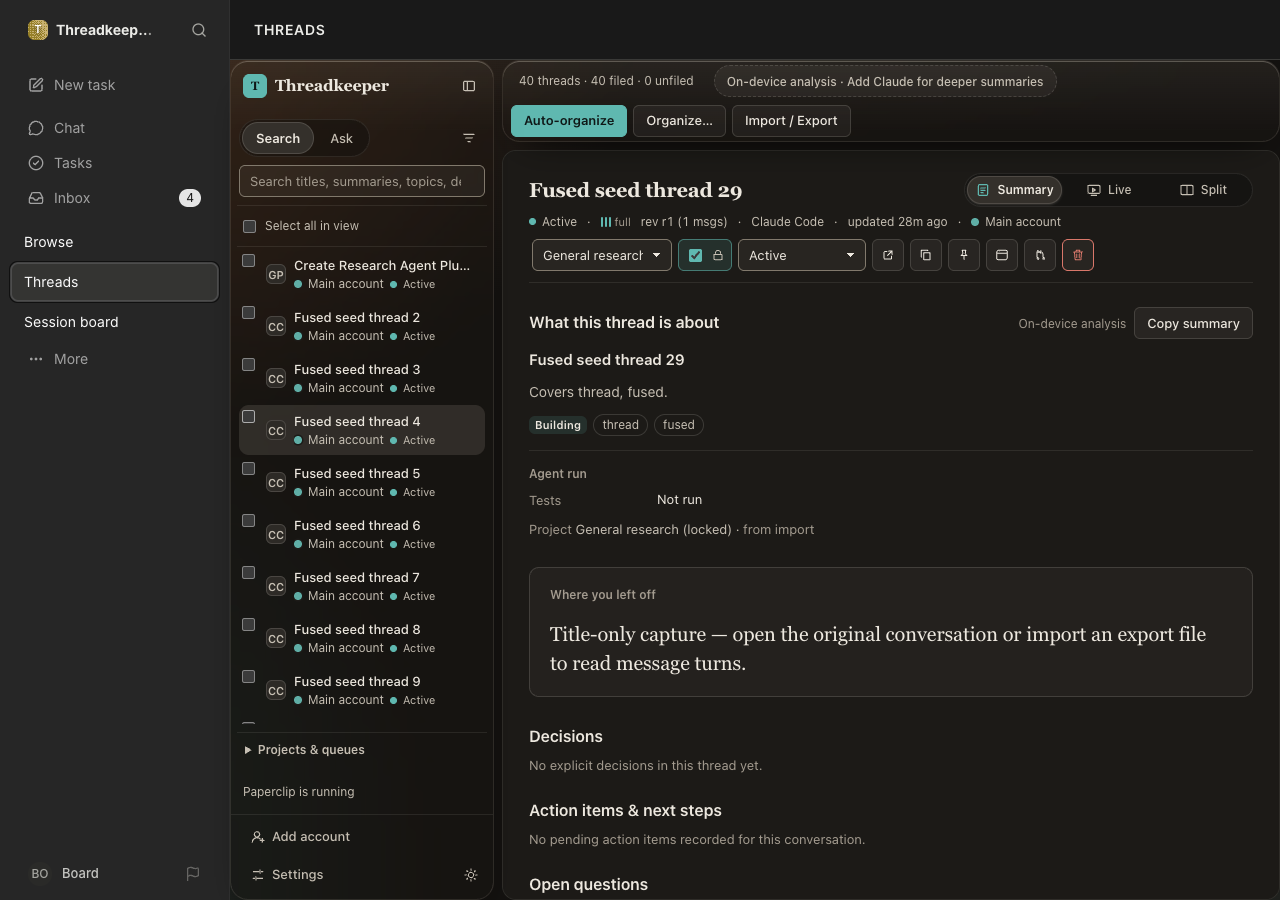 T Threadkeep...
New task
Chat
Tasks
Inbox 4
Browse
Threads
Session board
More
BO Board
THREADS
T Threadkeeper
Search Ask
Search titles, summaries, topics, de
Select all in view
GP Create Research Agent Plu...
Main account Active
CC Fused seed thread 2
Main account Active
CC Fused seed thread 3
Main account Active
CC Fused seed thread 4
Main account Active
CC Fused seed thread 5
Main account Active
CC Fused seed thread 6
Main account Active
CC Fused seed thread 7
Main account Active
CC Fused seed thread 8
Main account Active
CC Fused seed thread 9
Main account Active
Projects & queues
Paperclip is running
Add account
Settings
40 threads · 40 filed · 0 unfiled On-device analysis · Add Claude for deeper summaries
Auto-organize Organize... Import / Export
Fused seed thread 29 Summary Live Split
Active · full rev r1 (1 msgs) · Claude Code · updated 28m ago · Main account
General research Active
What this thread is about On-device analysis Copy summary
Fused seed thread 29
Covers thread, fused.
Building thread fused
Agent run
Tests Not run
Project General research (locked) · from import
Where you left off
Title-only capture — open the original conversation or import an export file
to read message turns.
Decisions
No explicit decisions in this thread yet.
Action items & next steps
No pending action items recorded for this conversation.
Open questions